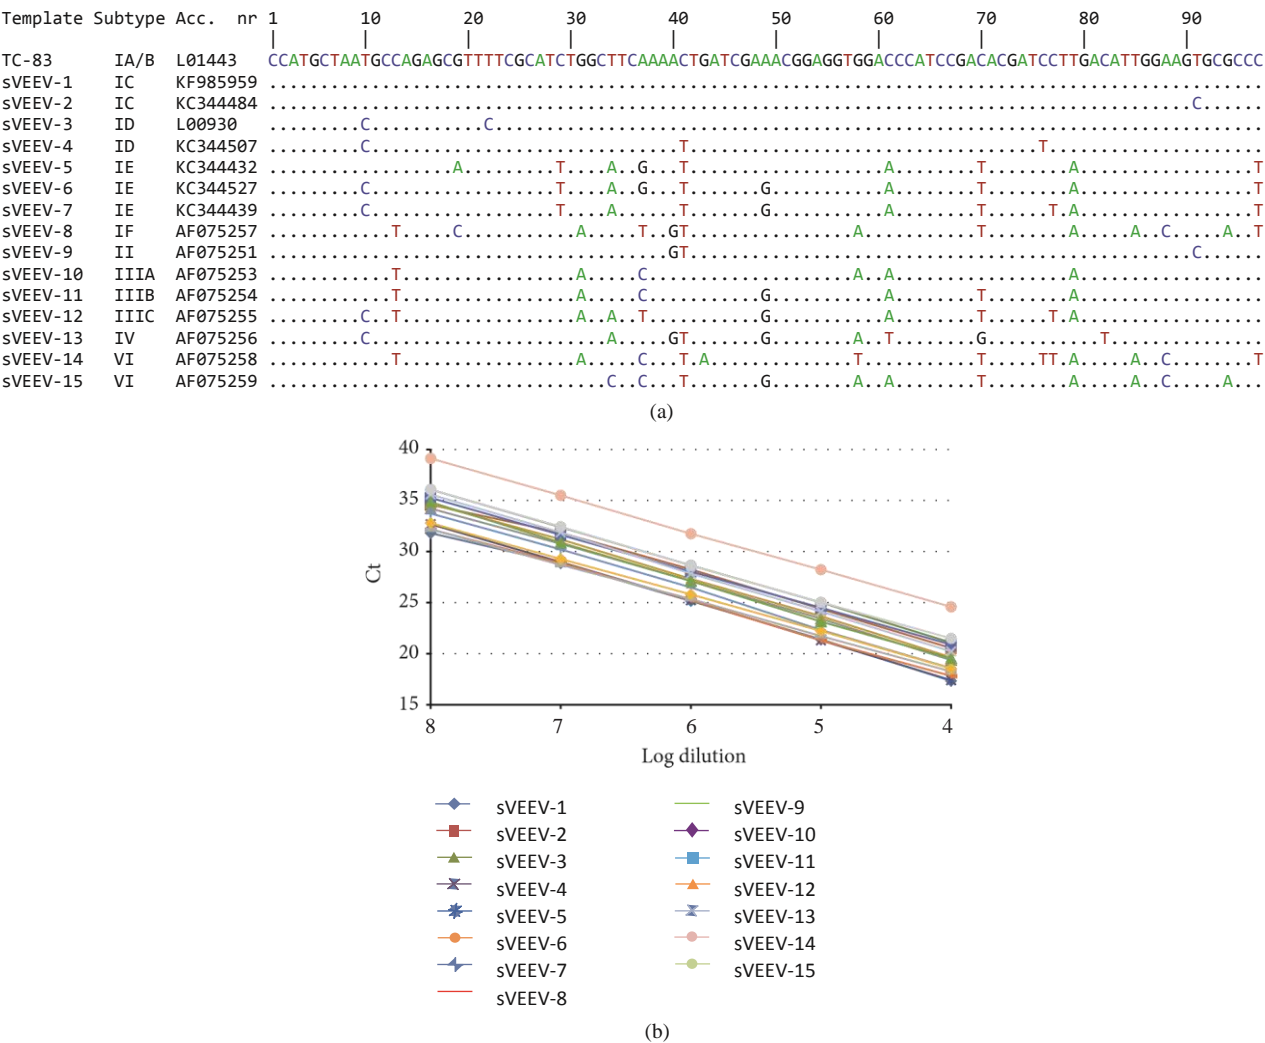 Template Subtype Acc. nr 1 10 20 30 40 50 60 70 80 90
TC-83 IA/B L01443 CCATGCTAATGCCAGAGCGTTTTCGCATCTGGCTTCAAAACTGATCGAAACGGAGGTGGACCCATCCGACACGATCCTTGACATTGGAAGTGCGCCC
sVEEV-1 IC KF985959 .................................................................................................
sVEEV-2 IC KC344484 ..........................................................................................C......
sVEEV-3 ID L00930 .........C...........C...........................................................................
sVEEV-4 ID KC344507 .........C..............................T..................................T.....................
sVEEV-5 IE KC344432 ..................A.........T....A..G...T...................A........T........A.................T
sVEEV-6 IE KC344527 .........C..................T....A..G...T.......G...........A........T........A.................T
sVEEV-7 IE KC344439 .........C..................T....A......T.......G...........A........T......T.A.................T
sVEEV-8 IF AF075257 ............T.....C...........A.....T..GT................A...........T........A.....A..C.....A..T
sVEEV-9 II AF075251 .......................................GT.................................................C......
sVEEV-10 IIIA AF075253 ............T.................A.....C....................A..A.................A..................
sVEEV-11 IIIB AF075254 ............T.................A.....C...........G...........A........T........A..................
sVEEV-12 IIIC AF075255 .........C..T.................A..A..T...........G...........A........T......T.A..................
sVEEV-13 IV AF075256 .........C.......................A.....GT................A..T........G...........T...............
sVEEV-14 VI AF075258 ............T.................A.....C...T.A..............T...........T.....TT.A.....A..C........T
sVEEV-15 VI AF075259 .................................C..C...T.......G........A..A........T........A.....A..C.....A...
(a)
40
35
30
25
20
15
Ct
8 7 6 5 4
Log dilution
sVEEV-1
sVEEV-2
sVEEV-3
sVEEV-4
sVEEV-5
sVEEV-6
sVEEV-7
sVEEV-8
sVEEV-9
sVEEV-10
sVEEV-11
sVEEV-12
sVEEV-13
sVEEV-14
sVEEV-15
(b)